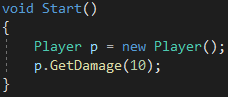 void Start()
{
Player p = new Player();
p.GetDamage(10);
}